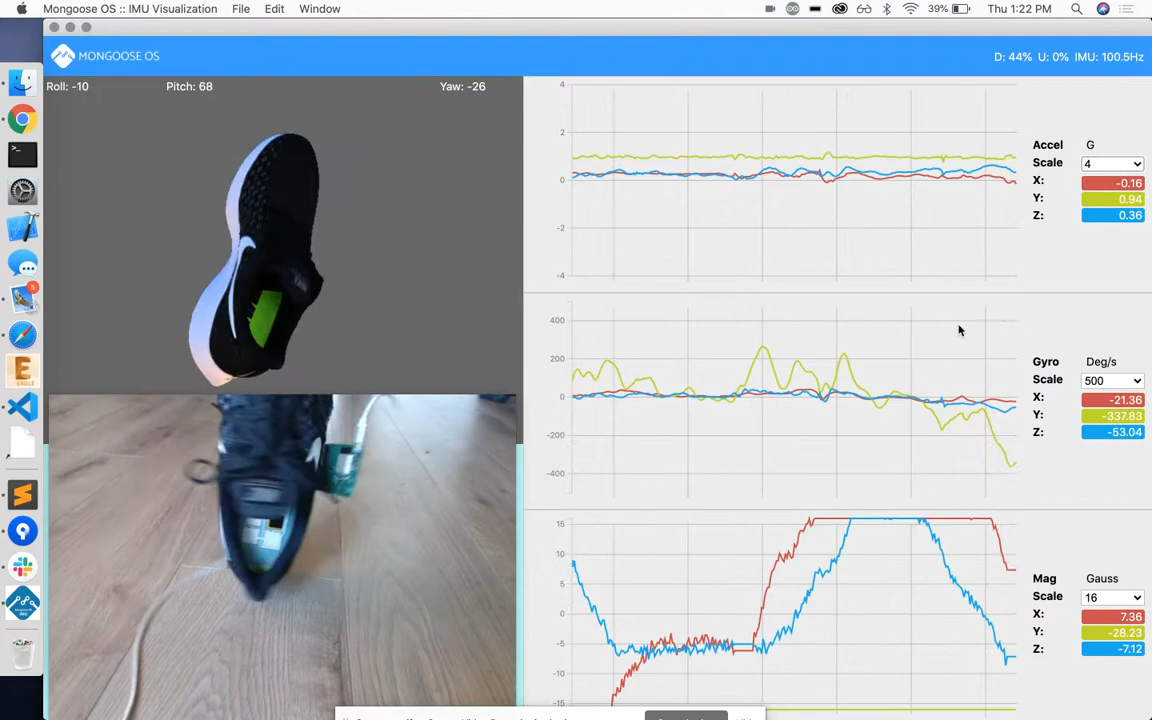 Mongoose OS :: IMU Visualization File Edit Window 39% Thu 1:22 PM
MONGOOSE OS D: 44% U: 0% IMU: 100.5Hz
Roll: -10 Pitch: 68 Yaw: -26
4
2
0
-2
-4
Accel G
Scale 4
X: -0.16
Y: 0.94
Z: 0.36
400
200
0
-200
-400
Gyro Deg/s
Scale 500
X: -21.36
Y: -337.83
Z: -53.04
15
10
5
0
-5
-10
-15
Mag Gauss
Scale 16
X: 7.36
Y: -28.23
Z: -7.12
5
EAGLE